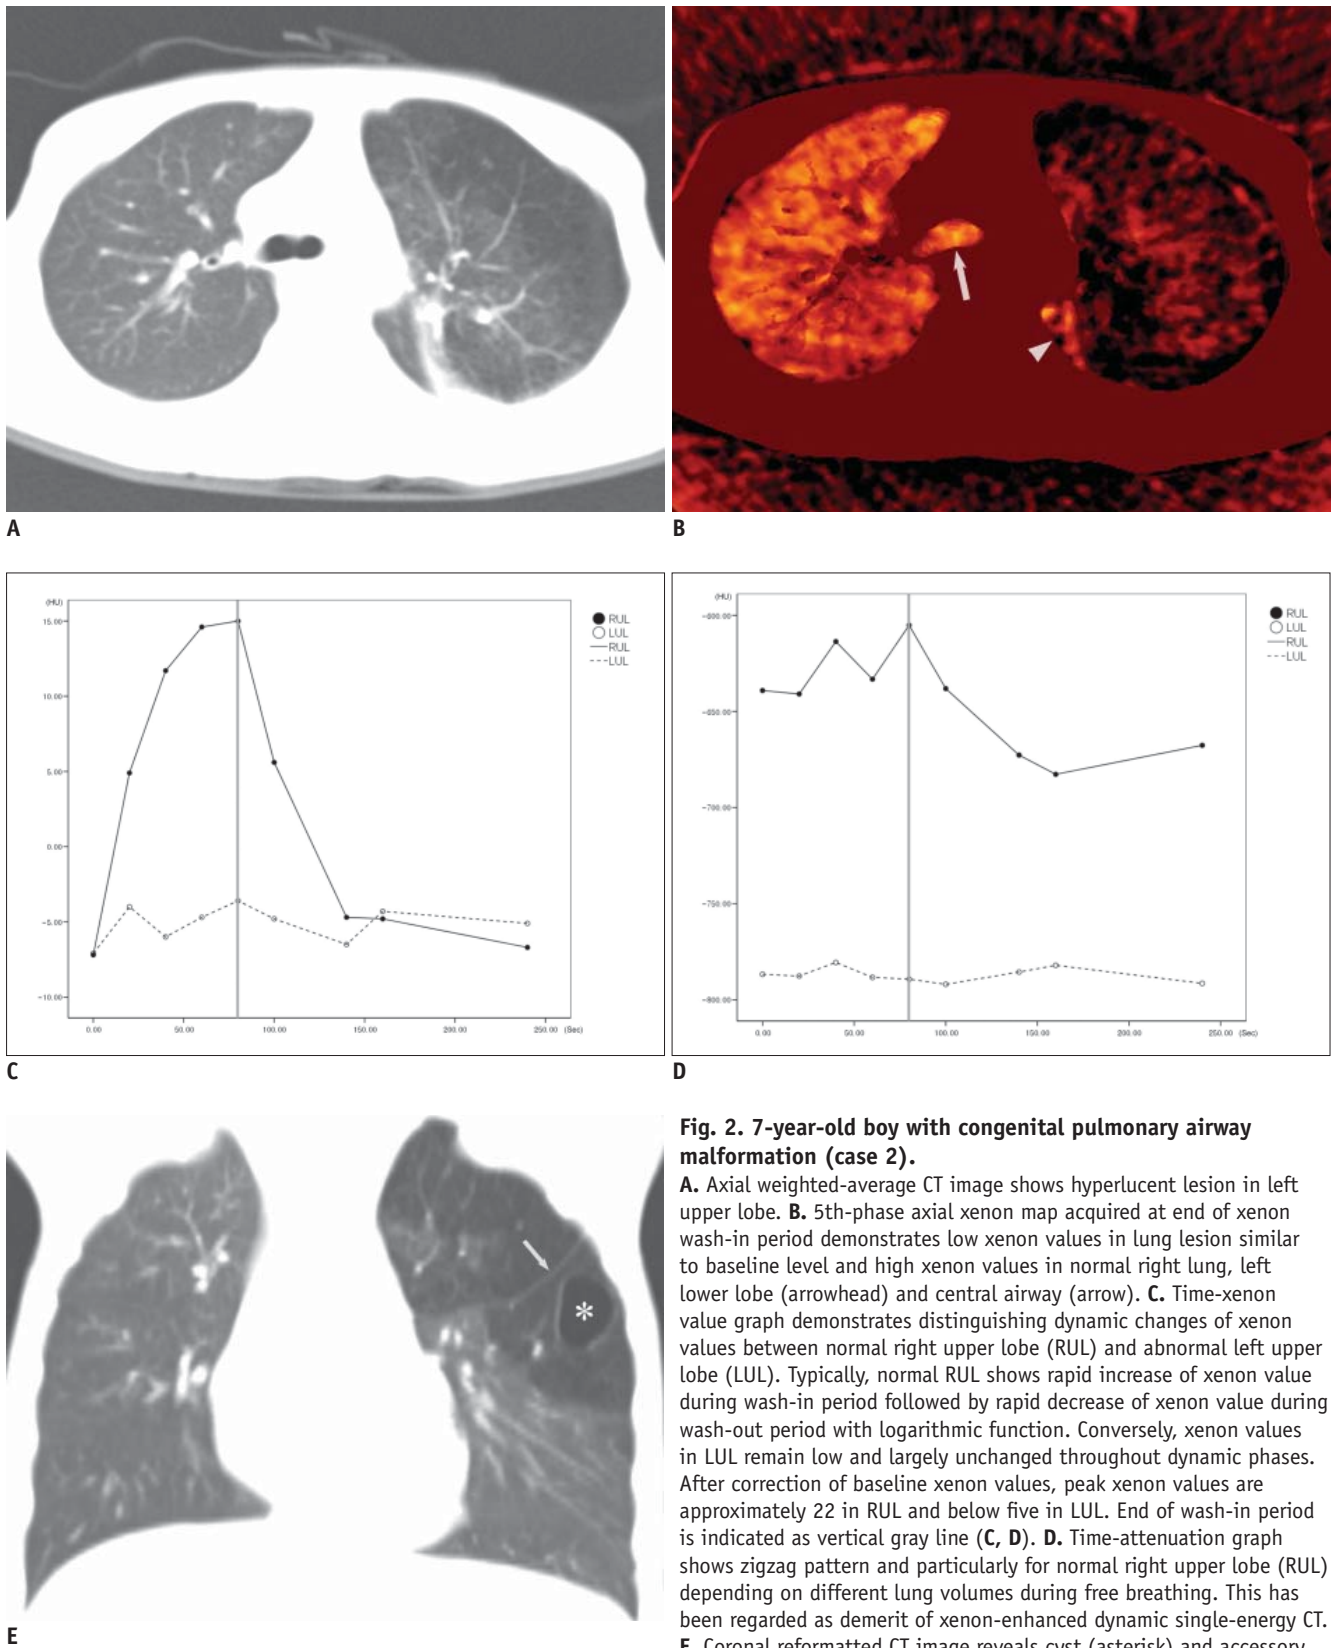 A
B
(HU)
15.00
10.00
5.00
0.00
-5.00
-10.00
0.00 50.00 100.00 150.00 200.00 250.00 (Sec)
RUL
LUL
RUL
LUL
C
(HU)
-600.00
-650.00
-700.00
-750.00
-800.00
0.00 50.00 100.00 150.00 200.00 250.00 (Sec)
RUL
LUL
RUL
LUL
D
*
E
Fig. 2. 7-year-old boy with congenital pulmonary airway
malformation (case 2).
A. Axial weighted-average CT image shows hyperlucent lesion in left
upper lobe. B. 5th-phase axial xenon map acquired at end of xenon
wash-in period demonstrates low xenon values in lung lesion similar
to baseline level and high xenon values in normal right lung, left
lower lobe (arrowhead) and central airway (arrow). C. Time-xenon
value graph demonstrates distinguishing dynamic changes of xenon
values between normal right upper lobe (RUL) and abnormal left upper
lobe (LUL). Typically, normal RUL shows rapid increase of xenon value
during wash-in period followed by rapid decrease of xenon value during
wash-out period with logarithmic function. Conversely, xenon values
in LUL remain low and largely unchanged throughout dynamic phases.
After correction of baseline xenon values, peak xenon values are
approximately 22 in RUL and below five in LUL. End of wash-in period
is indicated as vertical gray line (C, D). D. Time-attenuation graph
shows zigzag pattern and particularly for normal right upper lobe (RUL)
depending on different lung volumes during free breathing. This has
been regarded as demerit of xenon-enhanced dynamic single-energy CT.
E. Coronal reformatted CT image reveals cyst (asterisk) and accessory